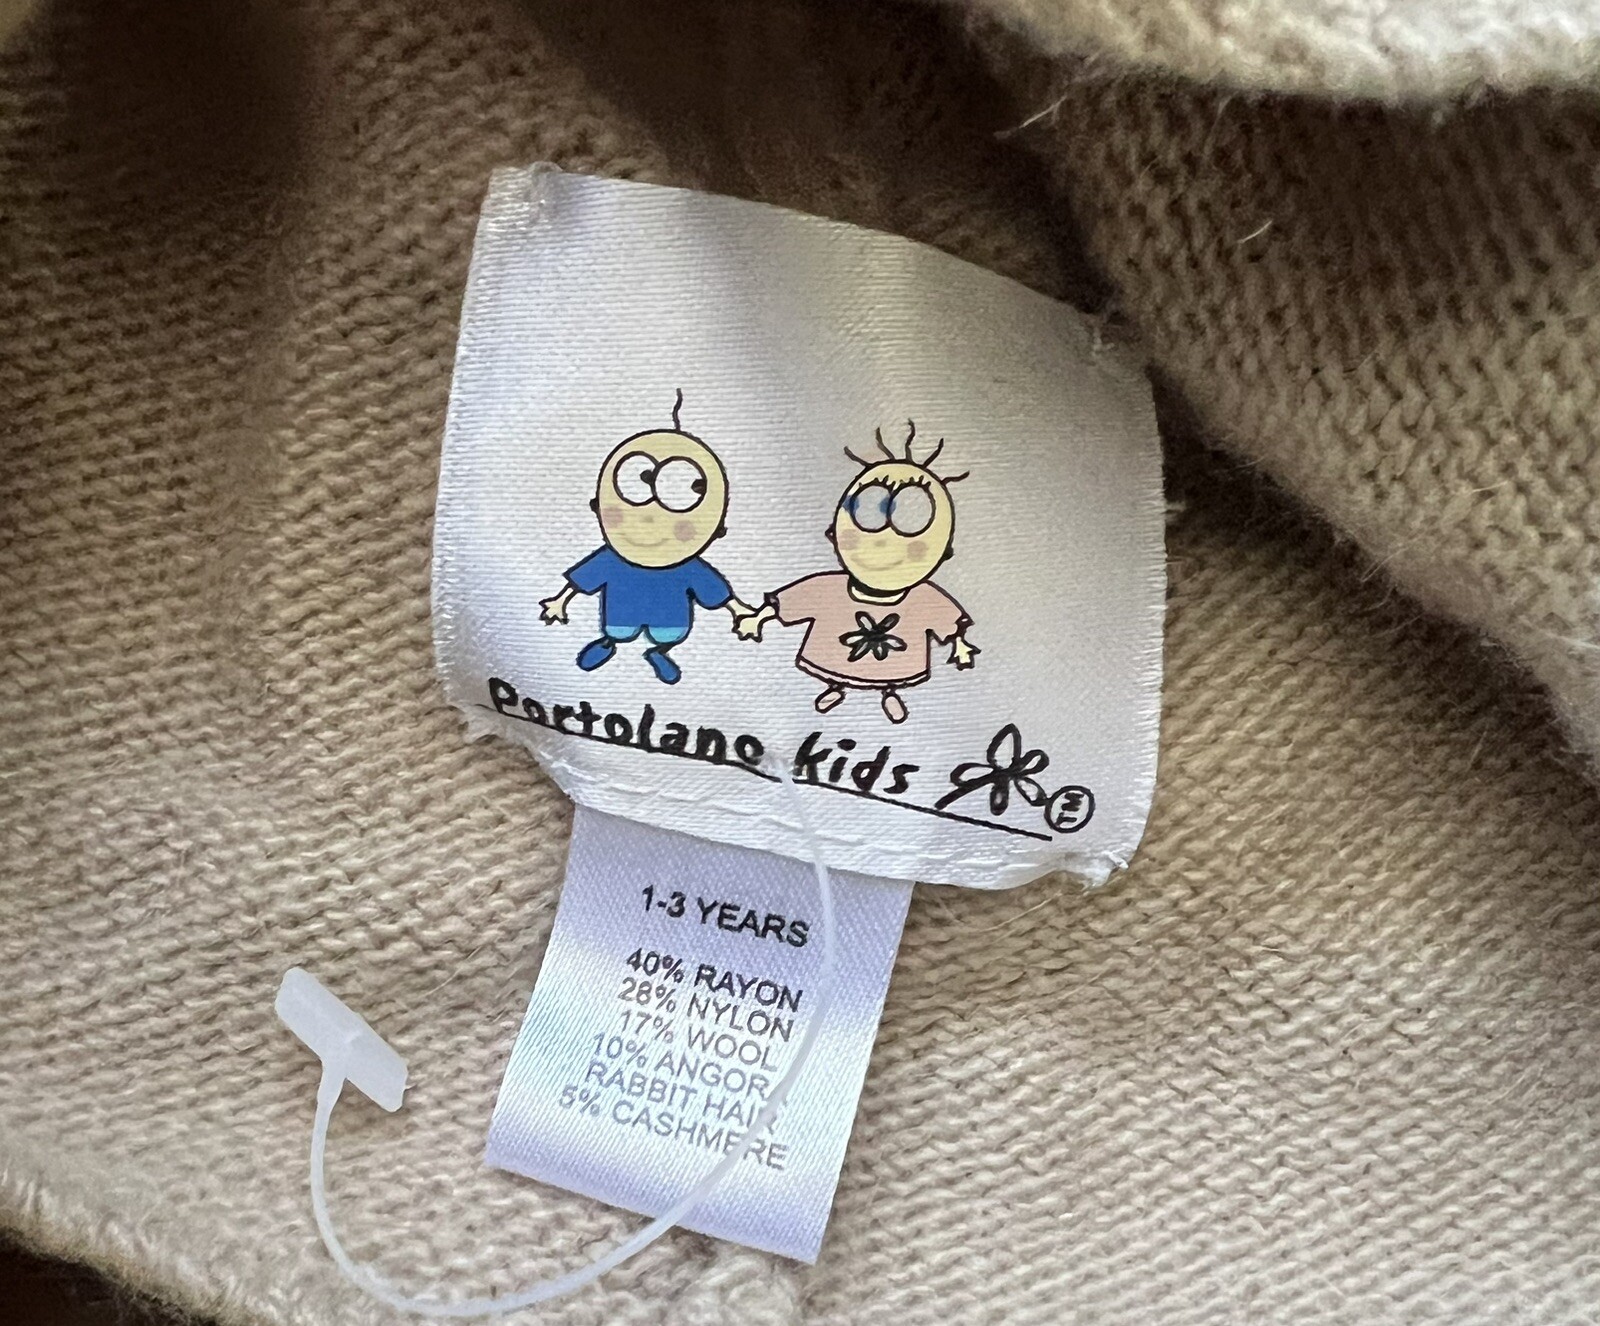 Portolano kids
1-3 YEARS
40% RAYON
28% NYLON
17% WOOL
10% ANGORA
RABBIT HAIR
5% CASHMERE